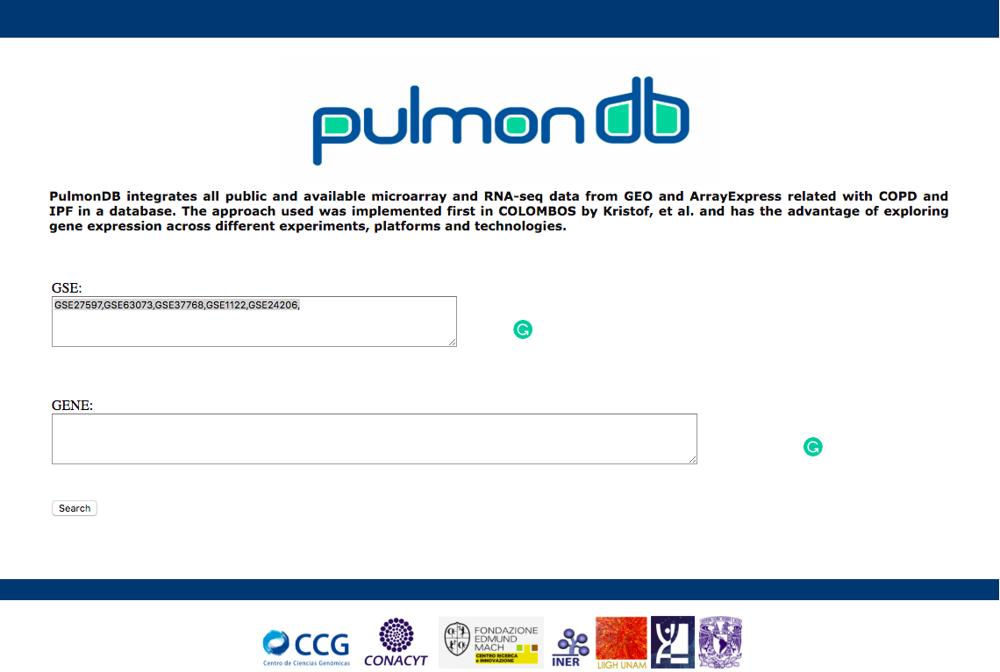 pulmon db
PulmonDB integrates all public and available microarray and RNA-seq data from GEO and ArrayExpress related with COPD and
IPF in a database. The approach used was implemented first in COLOMBOS by Kristof, et al. and has the advantage of exploring
gene expression across different experiments, platforms and technologies.
GSE:
GSE27597,GSE63073,GSE37768,GSE1122,GSE24206,
GENE:
Search
CCG
Centro de Ciencias Genómicas
CONACYT
FONDAZIONE
EDMUND
MACH
CENTRO RICERCA
e INNOVAZIONE
INER
LIIGH UNAM